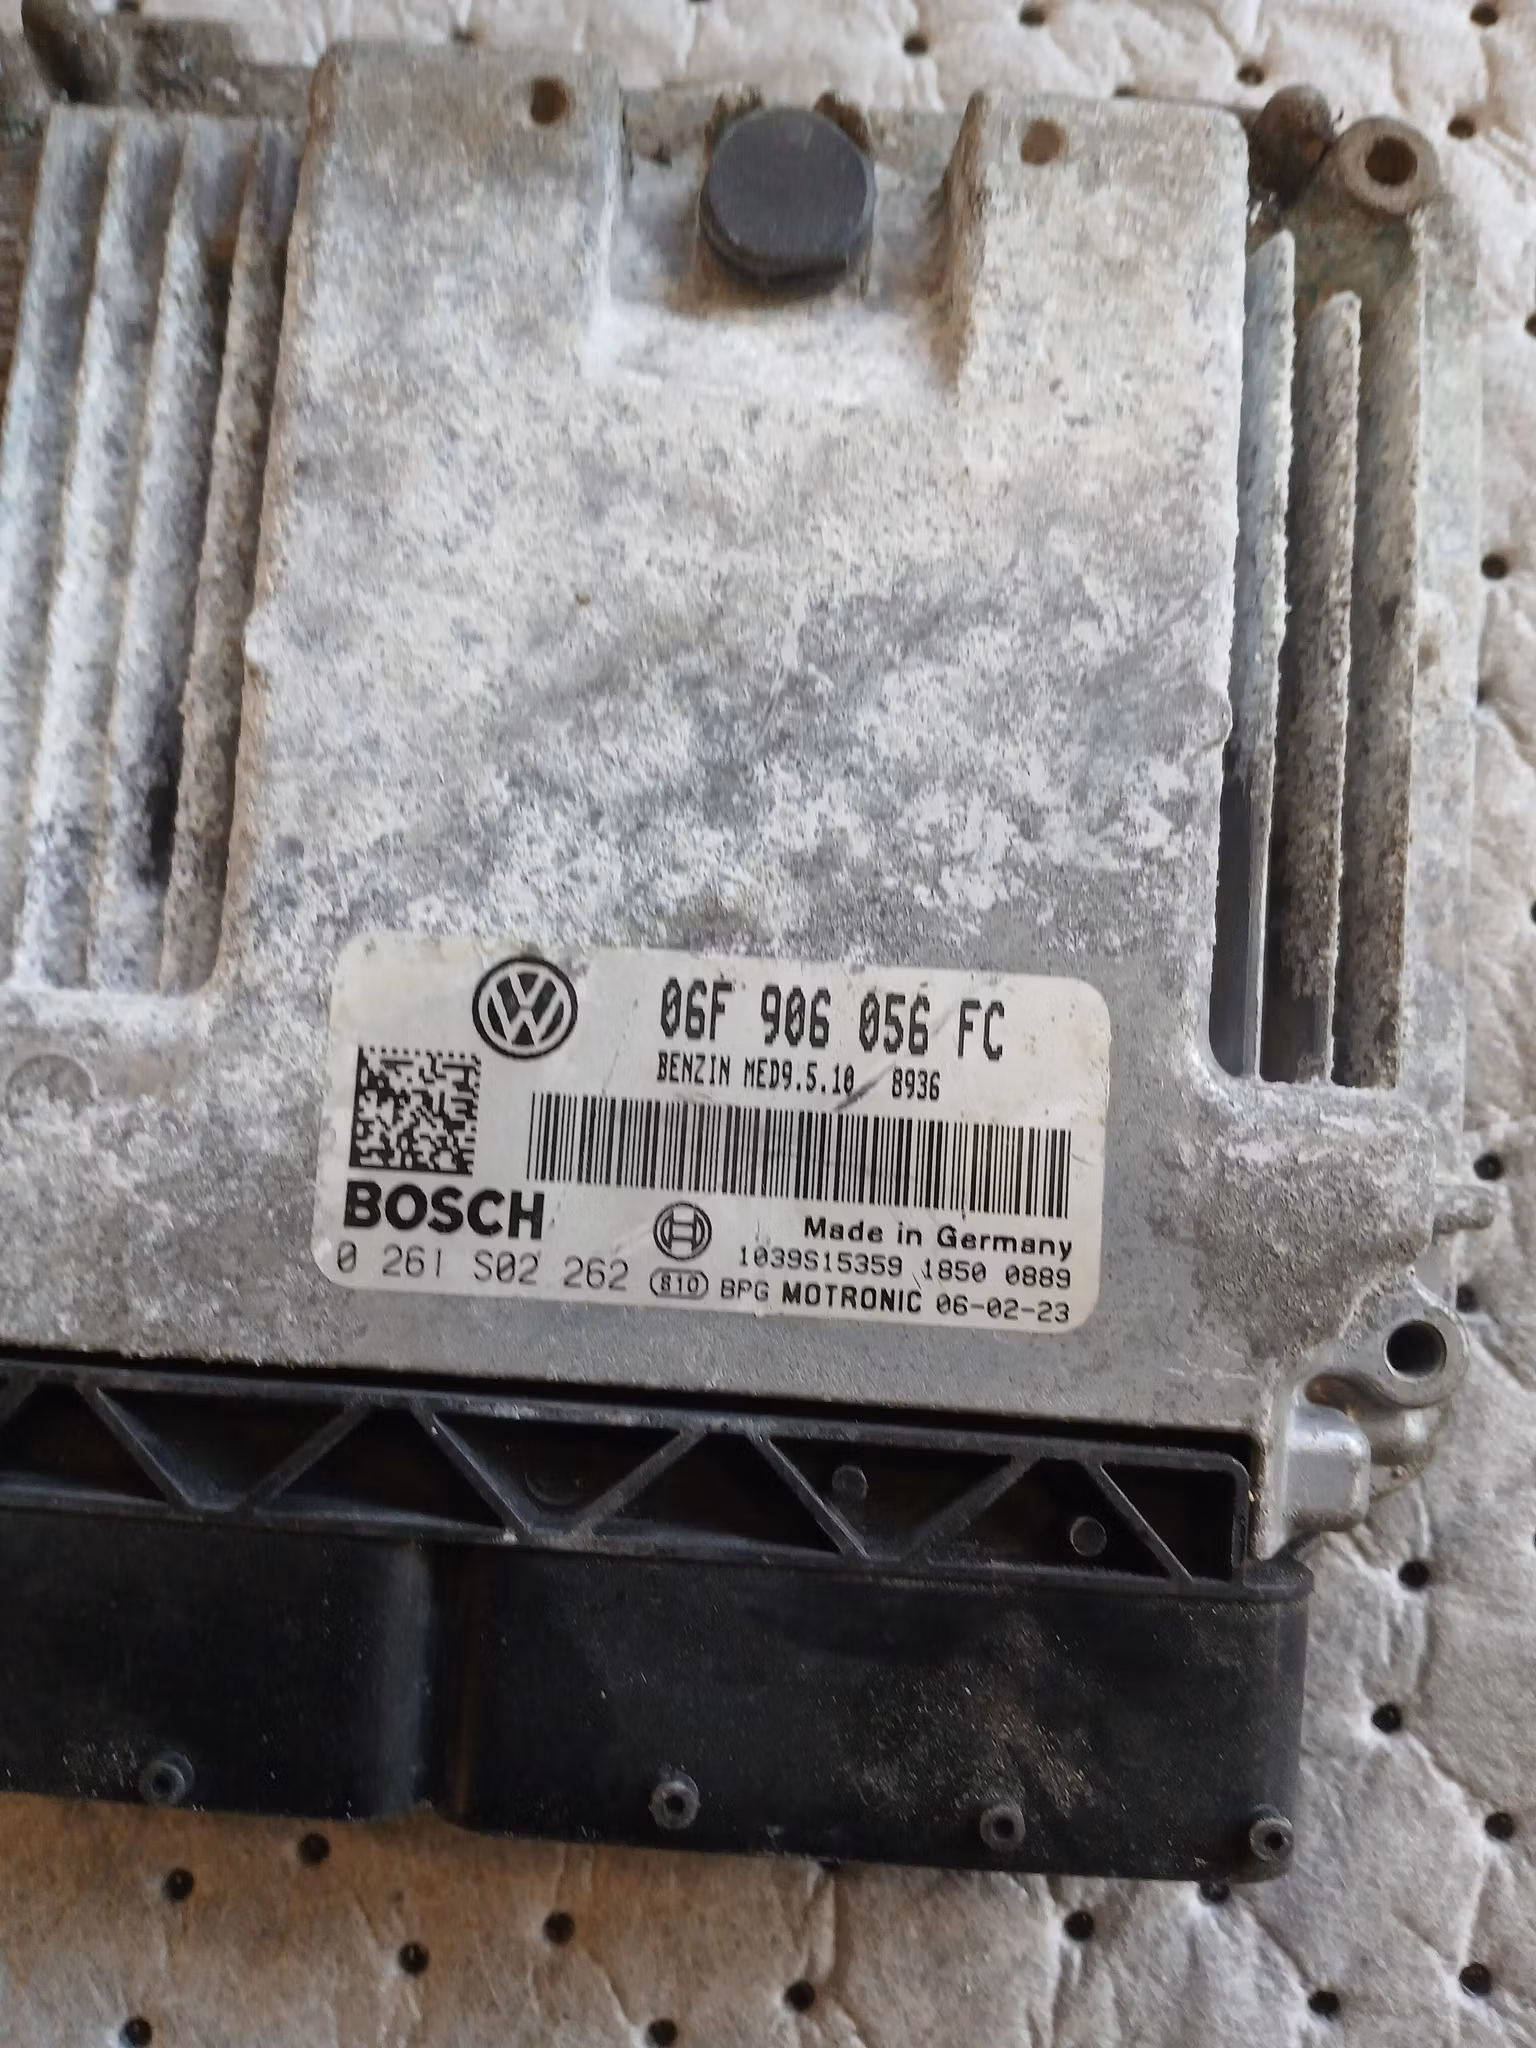 06F 906 056 FC
BENZIN MED9.5.10 8936
BOSCH
Made in Germany
1039S15359 1850 0889
0 261 S02 262 810 BPG MOTRONIC 06-02-23